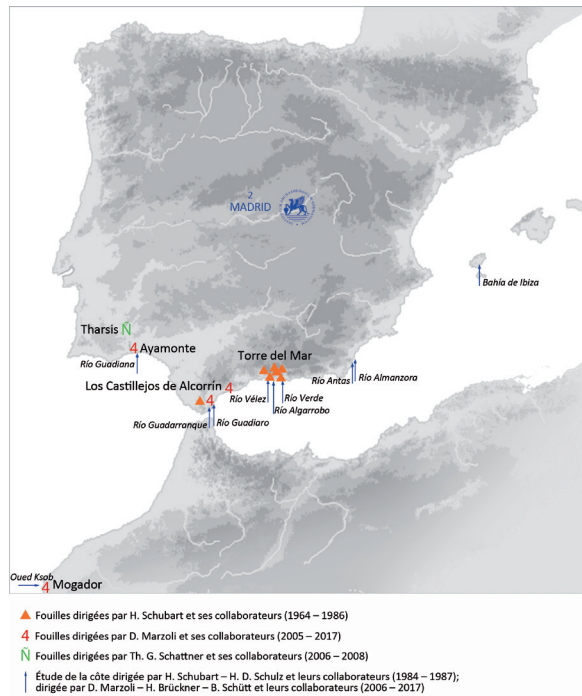 2
MADRID
Bahía de Ibiza
Tharsis Ñ
4 Ayamonte
Río Guadiana
Torre del Mar
Río Antas
Río Almanzora
Los Castillejos de Alcorrín 4
Río Vélez
Río Verde
Río Algarrobo
4
Río Guadarranque
Río Guadiaro
Oued Ksob
4 Mogador
Fouilles dirigées par H. Schubart et ses collaborateurs (1964 – 1986)
4 Fouilles dirigées par D. Marzoli et ses collaborateurs (2005 – 2017)
Ñ Fouilles dirigées par Th. G. Schattner et ses collaborateurs (2006 – 2008)
Étude de la côte dirigée par H. Schubart – H. D. Schulz et leurs collaborateurs (1984 – 1987);
dirigée par D. Marzoli – H. Brückner – B. Schütt et leurs collaborateurs (2006 – 2017)